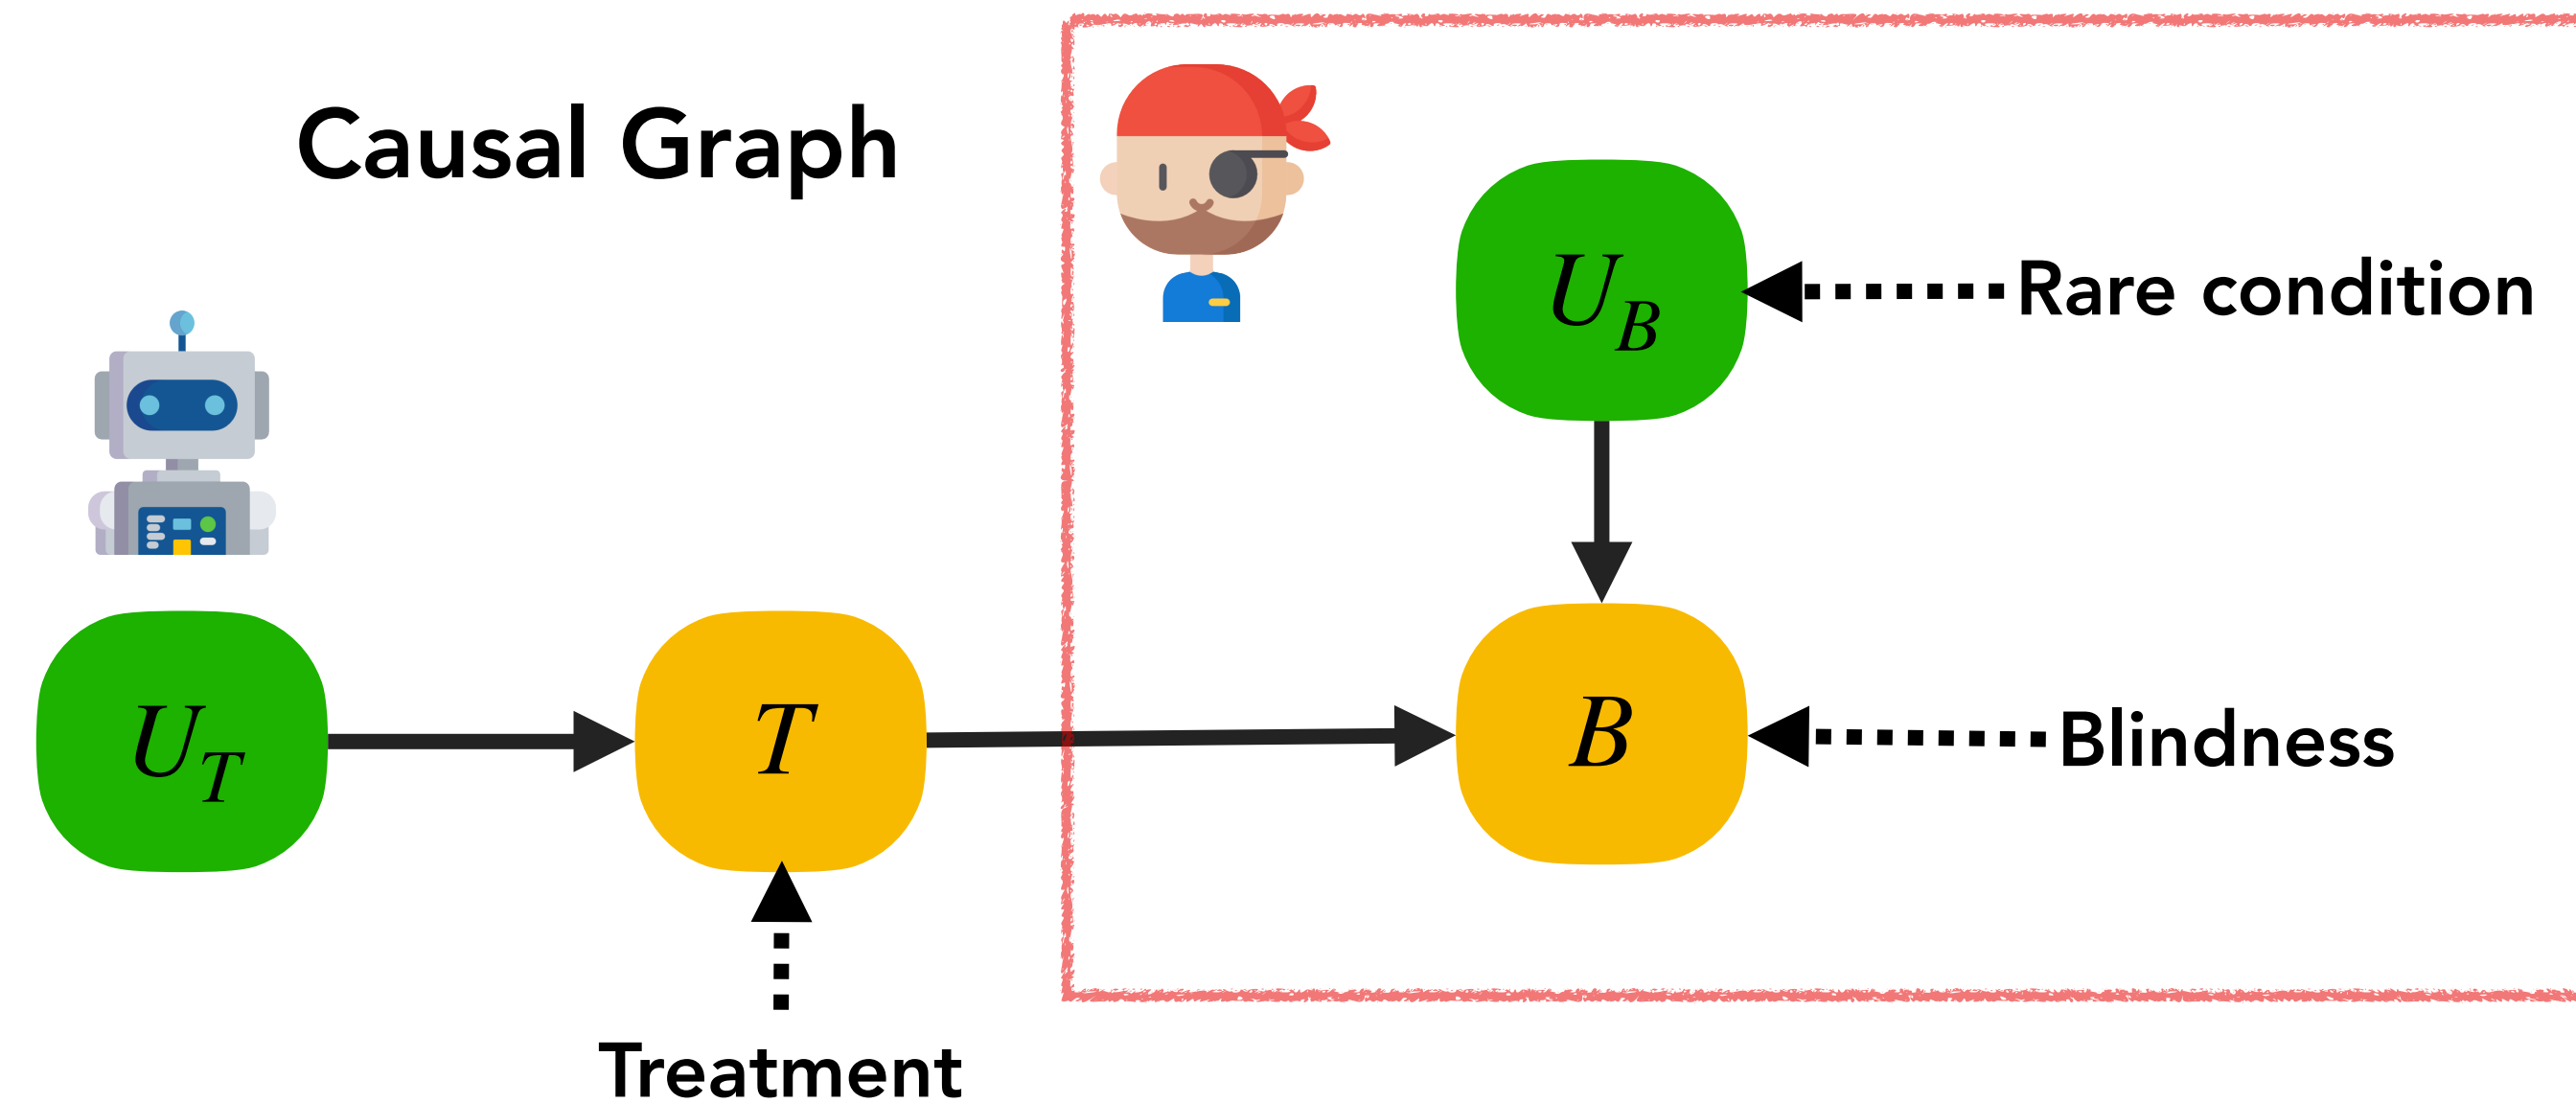 Causal Graph
U_B
Rare condition
U_T
T
B
Blindness
Treatment